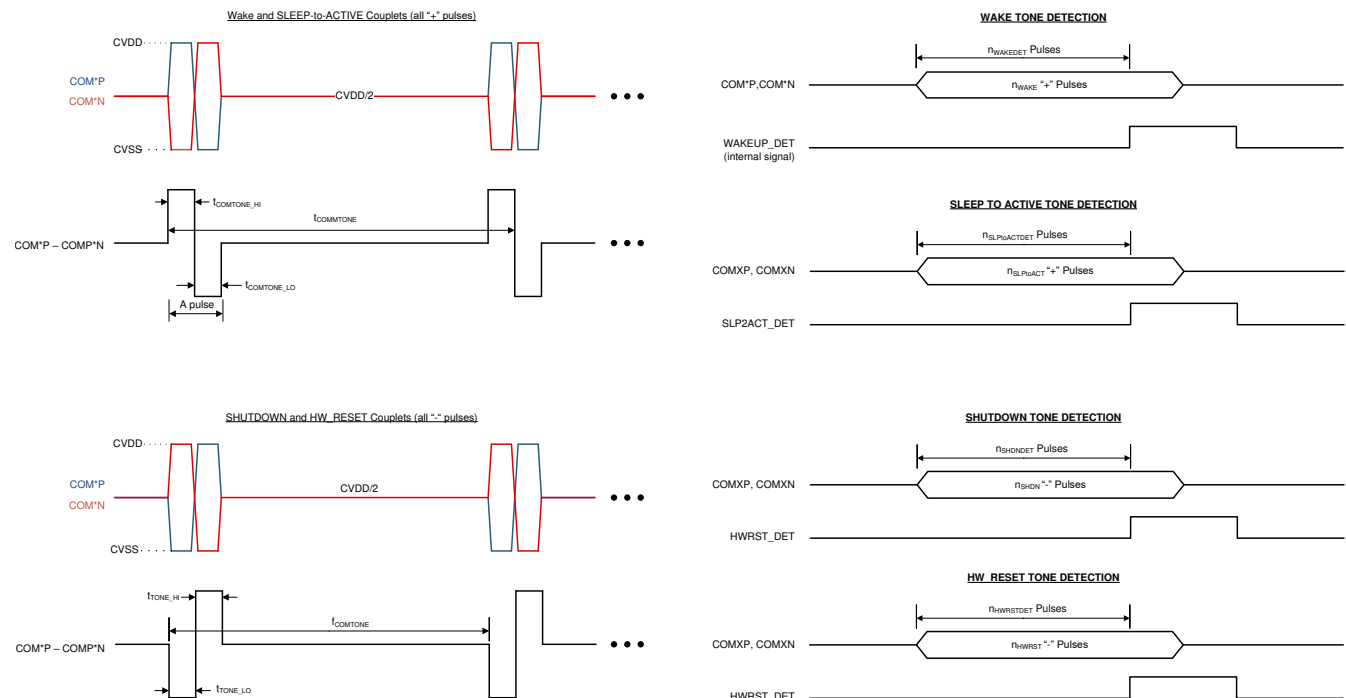 Wake and SLEEP-to-ACTIVE Couplets (all “+” pulses)
CVDD
COM*P
COM*N
CVDD/2
CVSS
tCOMTONE_HI
tCOMMTONE
COM*P – COMP*N
tCOMTONE_LO
A pulse
WAKE TONE DETECTION
nWAKEDET Pulses
COM*P,COM*N
nWAKE “+” Pulses
WAKEUP_DET
(internal signal)
SLEEP TO ACTIVE TONE DETECTION
nSLPtoACTDET Pulses
COMXP, COMXN
nSLPtoACT “+” Pulses
SLP2ACT_DET
SHUTDOWN and HW_RESET Couplets (all “-“ pulses)
CVDD
COM*P
COM*N
CVDD/2
CVSS
tTONE_HI
fCOMTONE
COM*P – COMP*N
tTONE_LO
SHUTDOWN TONE DETECTION
nSHDNDET Pulses
COMXP, COMXN
nSHDN “-” Pulses
HWRST_DET
HW_RESET TONE DETECTION
nHWRSTDET Pulses
COMXP, COMXN
nHWRST “-” Pulses
HWRST_DET